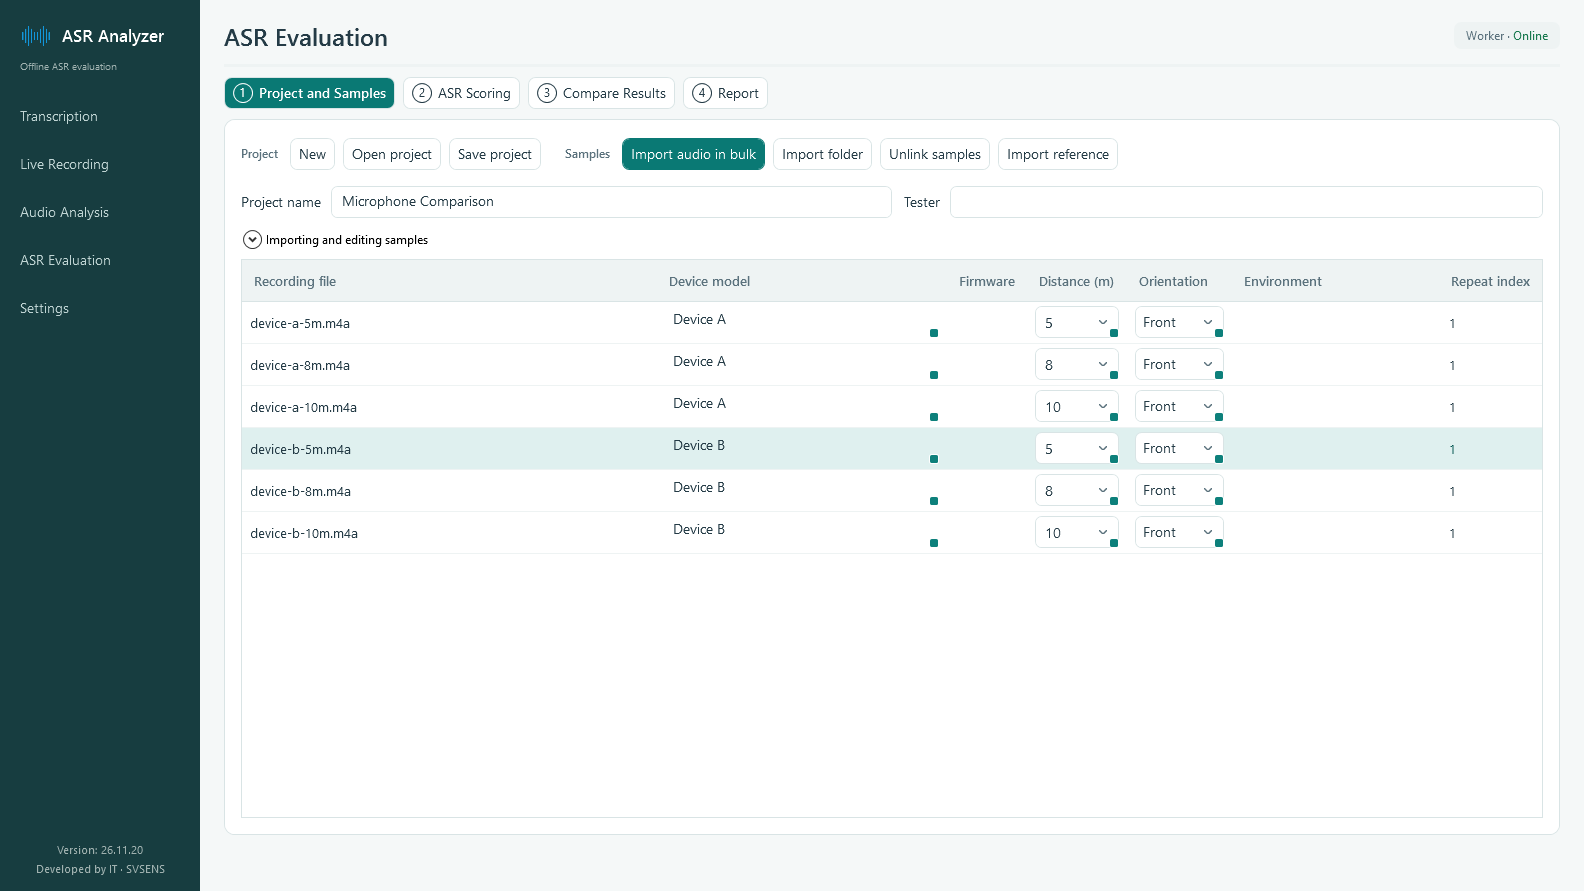 ASR Analyzer
Offline ASR evaluation
Transcription
Live Recording
Audio Analysis
ASR Evaluation
Settings
Version: 26.11.20
Developed by IT · SVSENS
ASR Evaluation
Worker · Online
1 Project and Samples 2 ASR Scoring 3 Compare Results 4 Report
Project New Open project Save project Samples Import audio in bulk Import folder Unlink samples Import reference
Project name Microphone Comparison Tester
Importing and editing samples
Recording file Device model Firmware Distance (m) Orientation Environment Repeat index
device-a-5m.m4a Device A 5 Front 1
device-a-8m.m4a Device A 8 Front 1
device-a-10m.m4a Device A 10 Front 1
device-b-5m.m4a Device B 5 Front 1
device-b-8m.m4a Device B 8 Front 1
device-b-10m.m4a Device B 10 Front 1